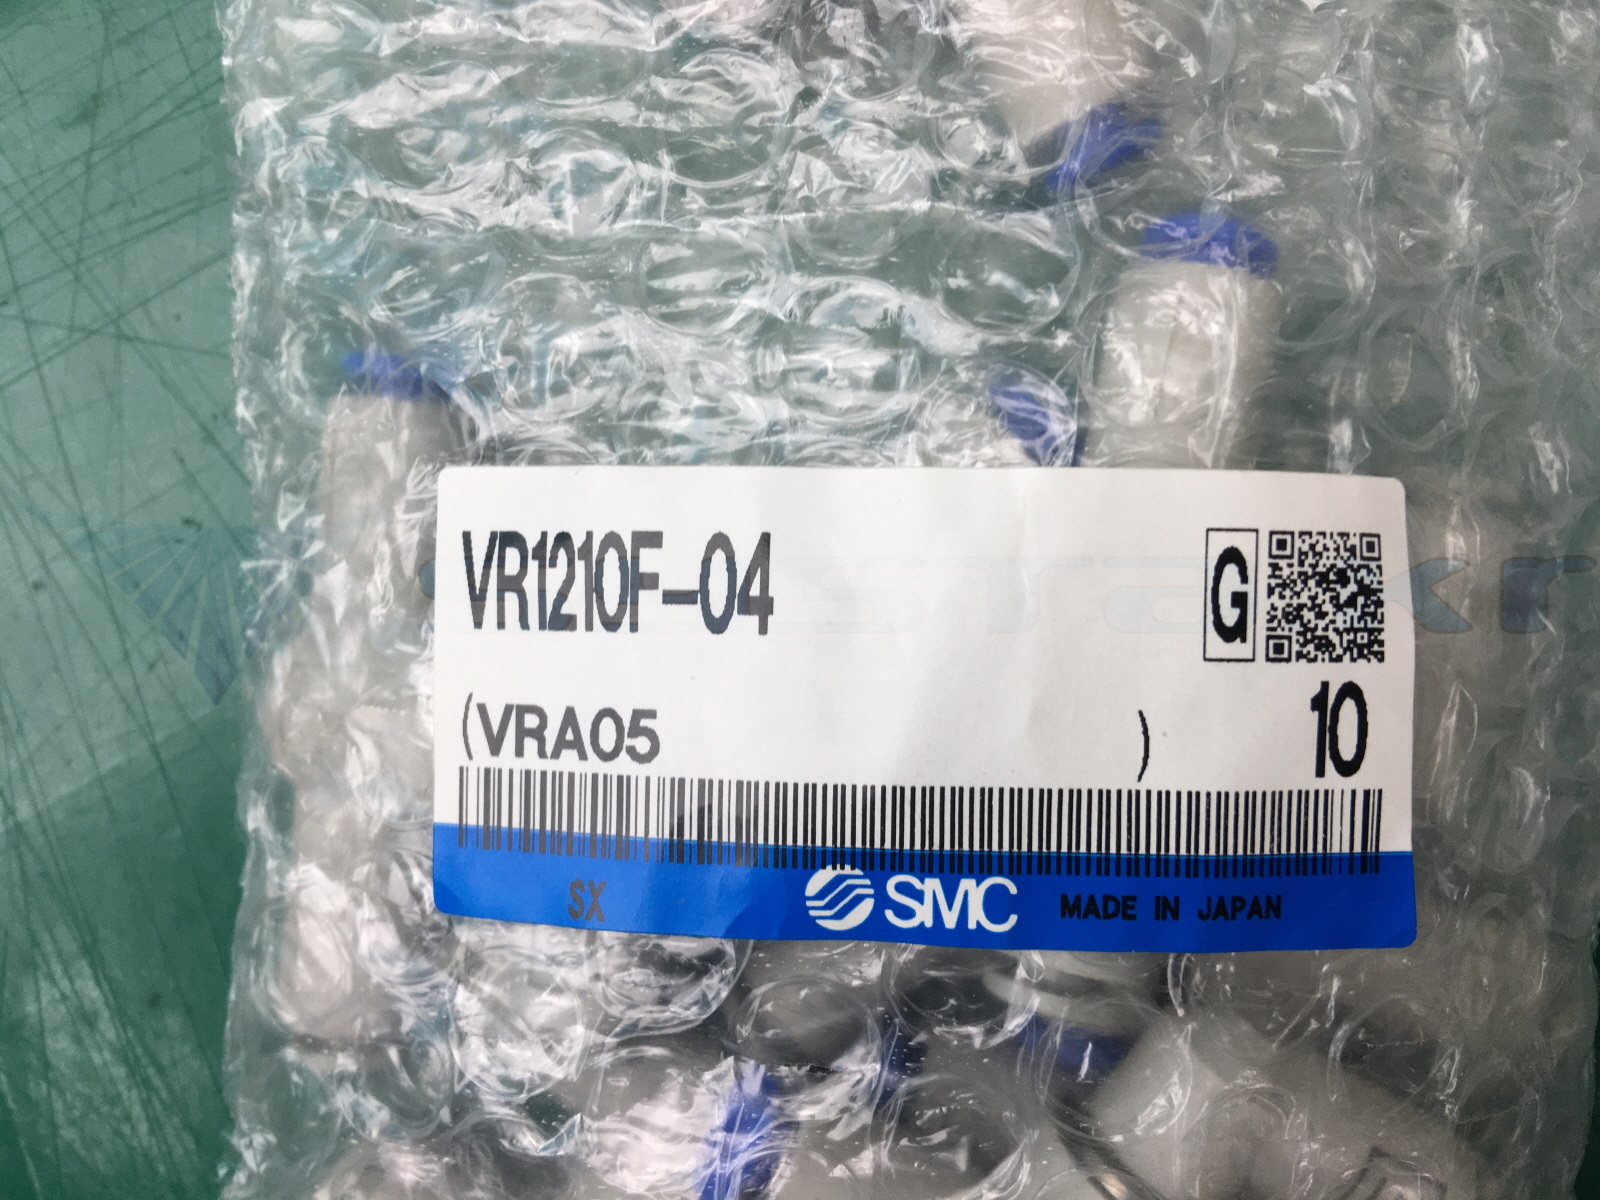 VR1210F-04
G
(VRA05 )
10
SX
SMC
MADE IN JAPAN